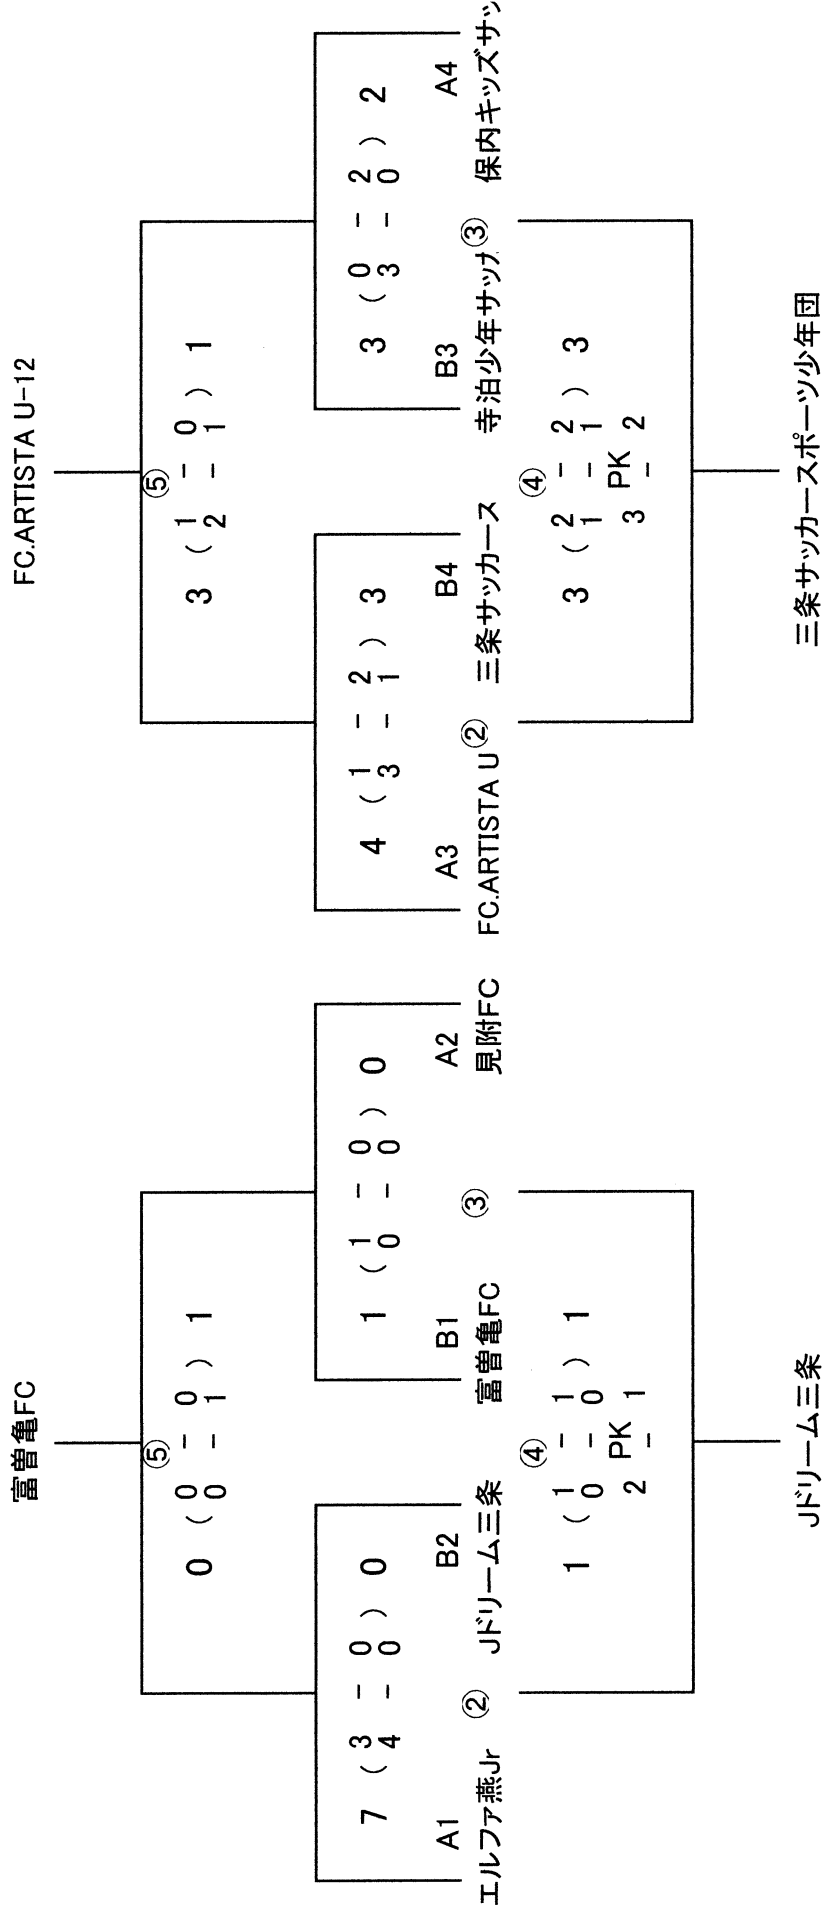 富曽亀FC FC.ARTISTA U-12
⑤ ⑤
0 - 0 1 - 0
0 ( ) 1 3 ( ) 1
0 - 1 2 - 1
3 - 0 1 - 0 1 - 2 0 - 2
7 ( ) 0 1 ( ) 0 4 ( ) 3 3 ( ) 2
4 - 0 0 - 0 3 - 1 3 - 0
A1 B2 B1 A2 A3 B4 B3 A4
エルファ燕Jr ② Jドリーム三条 富曽亀FC ③ 見附FC FC.ARTISTA U ② 三条サッカース 寺泊少年サッカ ③ 保内キッズサッ
④ ④
1 - 1 2 - 2
1 ( ) 1 3 ( ) 3
0 - 0 1 - 1
PK PK
2 - 1 3 - 2
Jドリーム三条 三条サッカースポーツ少年団